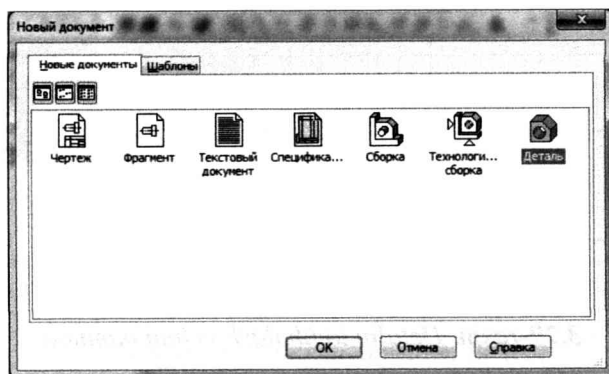 Новый документ
Новые документы Шаблоны
Чертеж Фрагмент Текстовый документ Специфика... Сборка Технологи... сборка Деталь
OK Отмена Справка